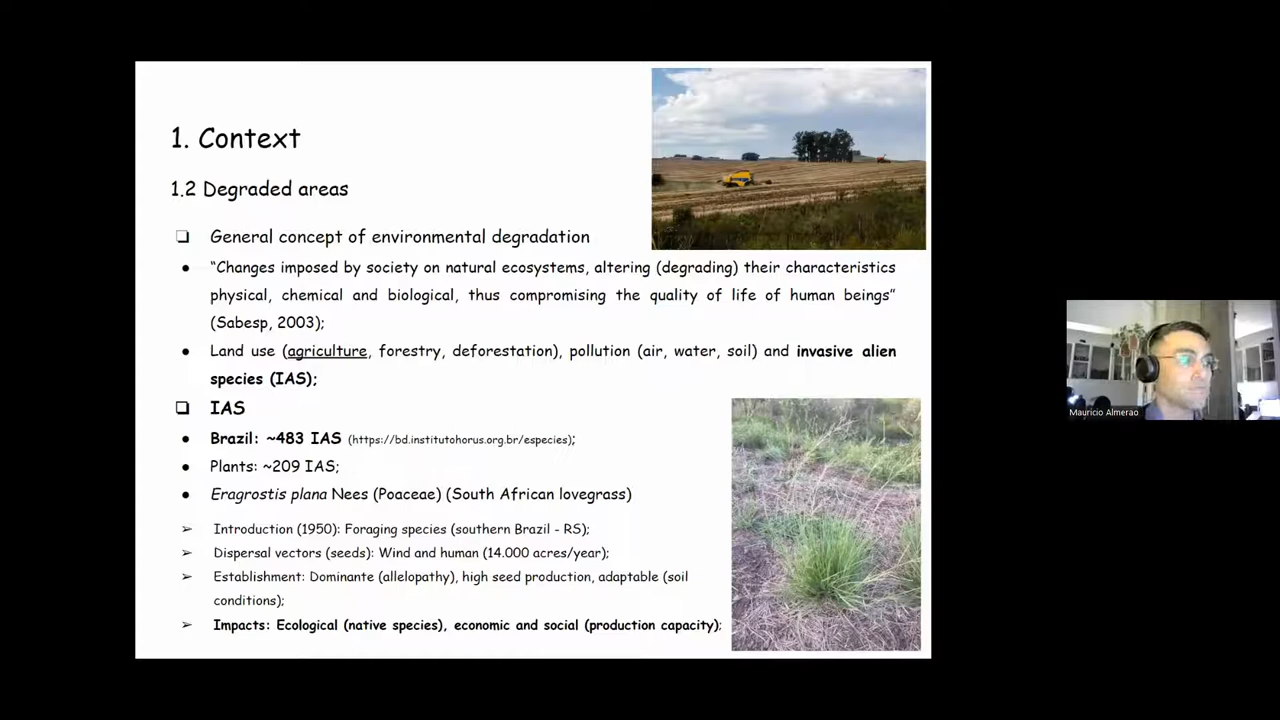 1. Context
1.2 Degraded areas
❑ General concept of environmental degradation
● “Changes imposed by society on natural ecosystems, altering (degrading) their characteristics
physical, chemical and biological, thus compromising the quality of life of human beings”
(Sabesp, 2003);
● Land use (agriculture, forestry, deforestation), pollution (air, water, soil) and invasive alien
species (IAS);
❑ IAS
● Brazil: ~483 IAS (https://bd.institutohorus.org.br/especies);
● Plants: ~209 IAS;
● Eragrostis plana Nees (Poaceae) (South African lovegrass)
➢ Introduction (1950): Foraging species (southern Brazil - RS);
➢ Dispersal vectors (seeds): Wind and human (14.000 acres/year);
➢ Establishment: Dominante (allelopathy), high seed production, adaptable (soil
conditions);
➢ Impacts: Ecological (native species), economic and social (production capacity);
Mauricio Almerao